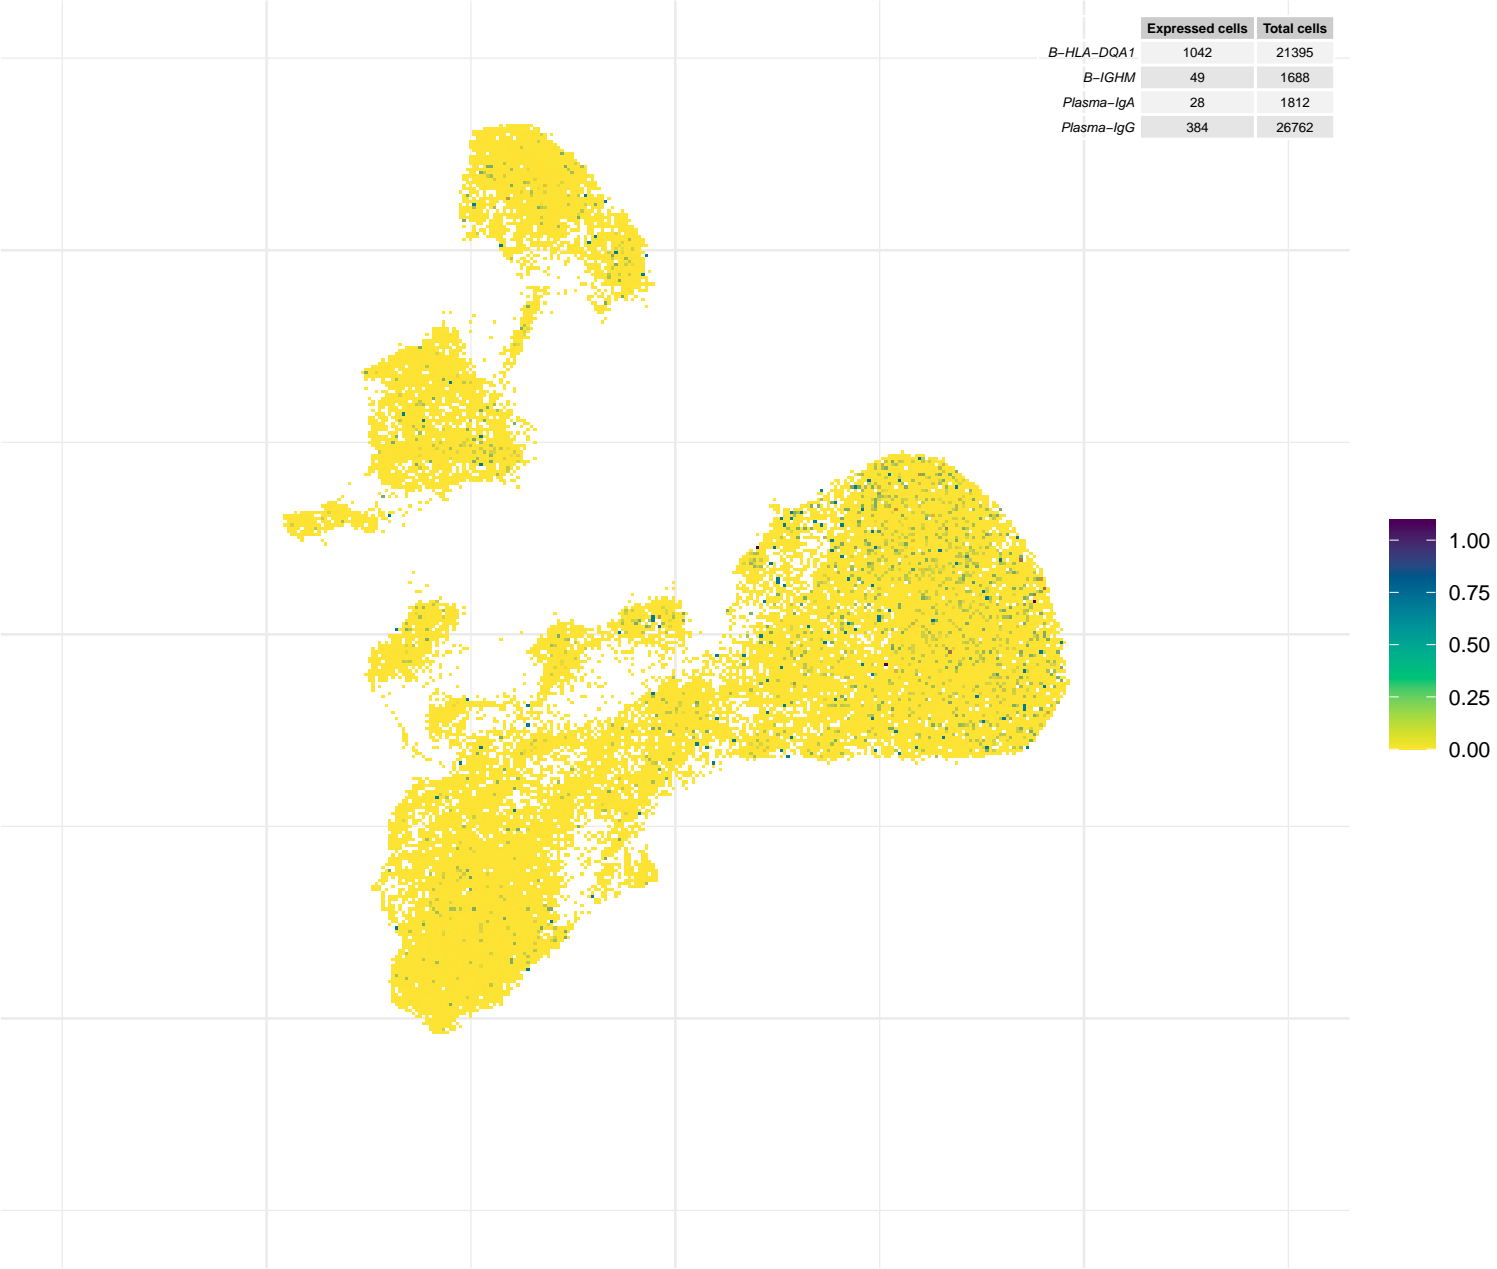 Expressed cells Total cells
B−HLA−DQA1 1042 21395
B−IGHM 49 1688
Plasma−IgA 28 1812
Plasma−IgG 384 26762
1.00
0.75
0.50
0.25
0.00